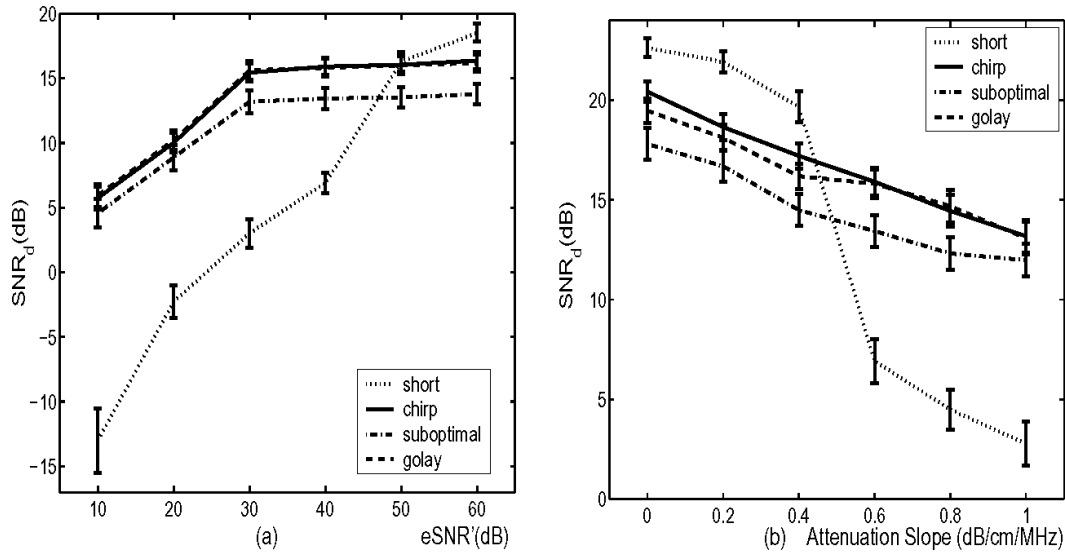 SNR_d(dB)
20
15
10
5
0
−5
−10
−15
short
chirp
suboptimal
golay
10 20 30 40 50 60
(a) eSNR'(dB)
SNR_d(dB)
20
15
10
5
0
short
chirp
suboptimal
golay
0 0.2 0.4 0.6 0.8 1
(b) Attenuation Slope (dB/cm/MHz)